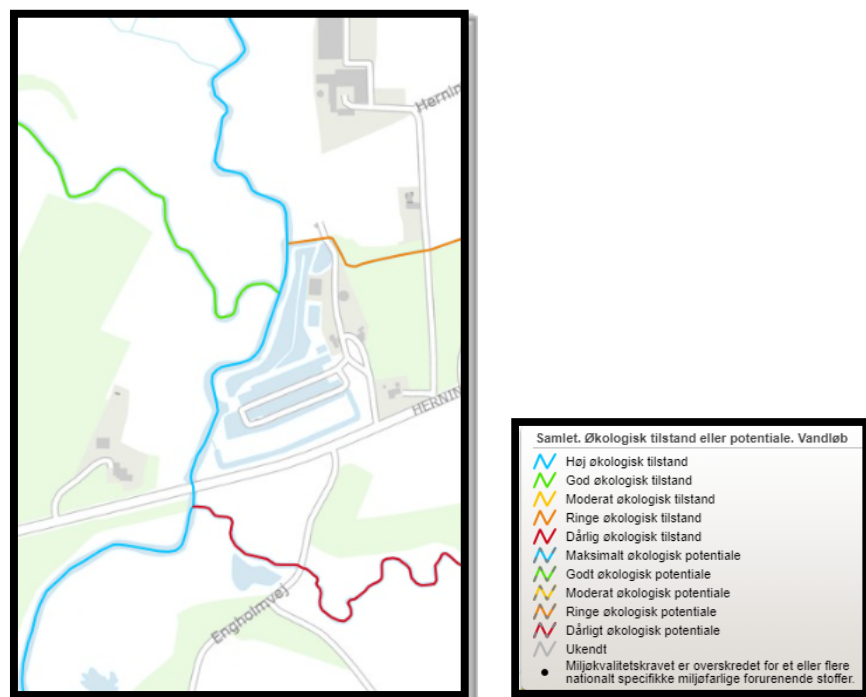 Hernin
HERNIN
Engholmvej
Samlet. Økologisk tilstand eller potentiale. Vandløb
Høj økologisk tilstand
God økologisk tilstand
Moderat økologisk tilstand
Ringe økologisk tilstand
Dårlig økologisk tilstand
Maksimalt økologisk potentiale
Godt økologisk potentiale
Moderat økologisk potentiale
Ringe økologisk potentiale
Dårligt økologisk potentiale
Ukendt
Miljøkvalitetskravet er overskredet for et eller flere
nationalt specifikke miljøfarlige forurenende stoffer.